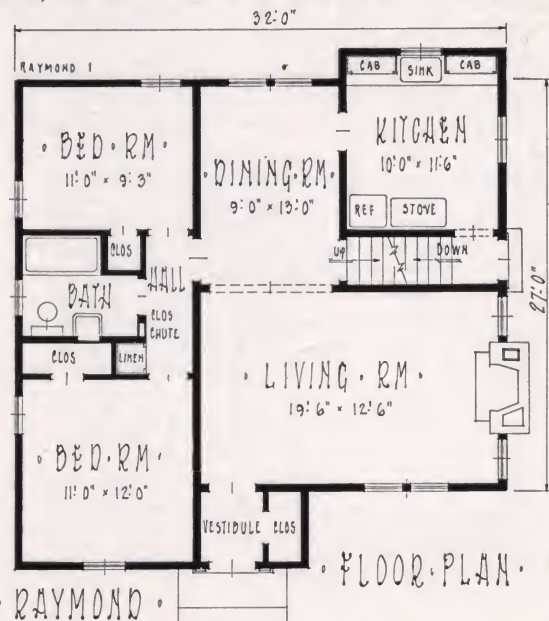 32'-0"
RAYMOND 1
CAB
SINK
CAB
BED·RM
11'-0" × 9'-3"
DINING·RM
9'-0" × 13'-0"
KITCHEN
10'-0" × 11'-6"
REF
STOVE
CLOS
HALL
UP
DOWN
BATH
CLOS
CHUTE
CLOS
LINEN
27'-0"
·LIVING·RM·
19'-6" × 12'-6"
·BED·RM·
11'-0" × 12'-0"
VESTIBULE
CLOS
·FLOOR·PLAN·
·RAYMOND·